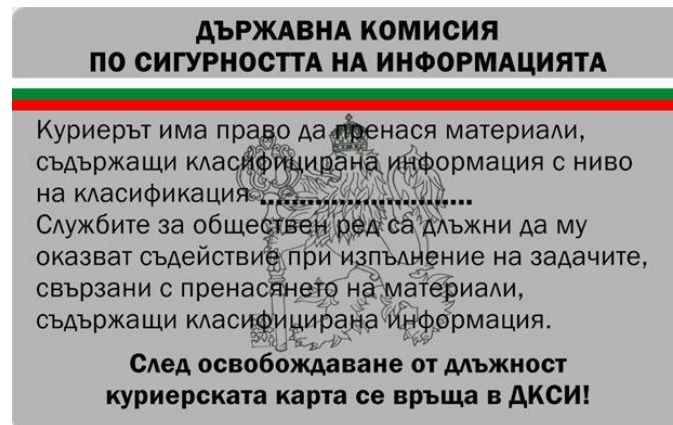 ДЪРЖАВНА КОМИСИЯ
ПО СИГУРНОСТТА НА ИНФОРМАЦИЯТА
Куриерът има право да пренася материали,
съдържащи класифицирана информация с ниво
на класификация ........................
Службите за обществен ред са длъжни да му
оказват съдействие при изпълнение на задачите,
свързани с пренасянето на материали,
съдържащи класифицирана информация.
След освобождаване от длъжност
куриерската карта се връща в ДКСИ!